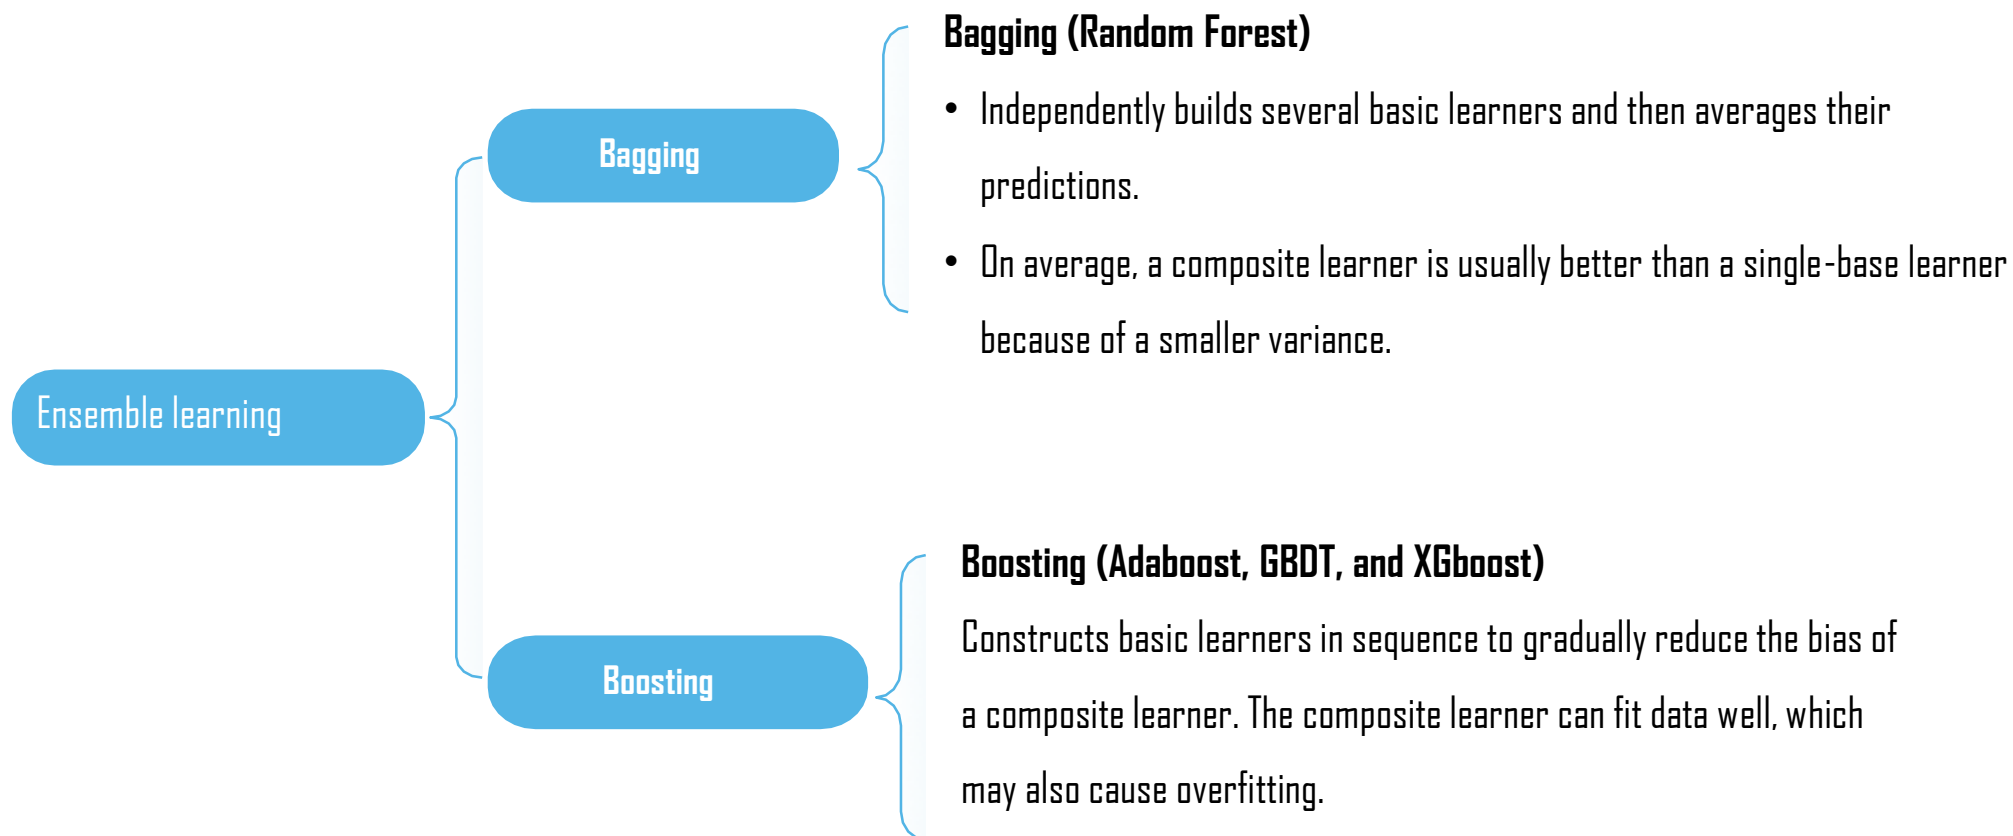 Bagging (Random Forest)
• Independently builds several basic learners and then averages their
predictions.
• On average, a composite learner is usually better than a single-base learner
because of a smaller variance.
Bagging
Ensemble learning
Boosting (Adaboost, GBDT, and XGboost)
Constructs basic learners in sequence to gradually reduce the bias of
a composite learner. The composite learner can fit data well, which
may also cause overfitting.
Boosting